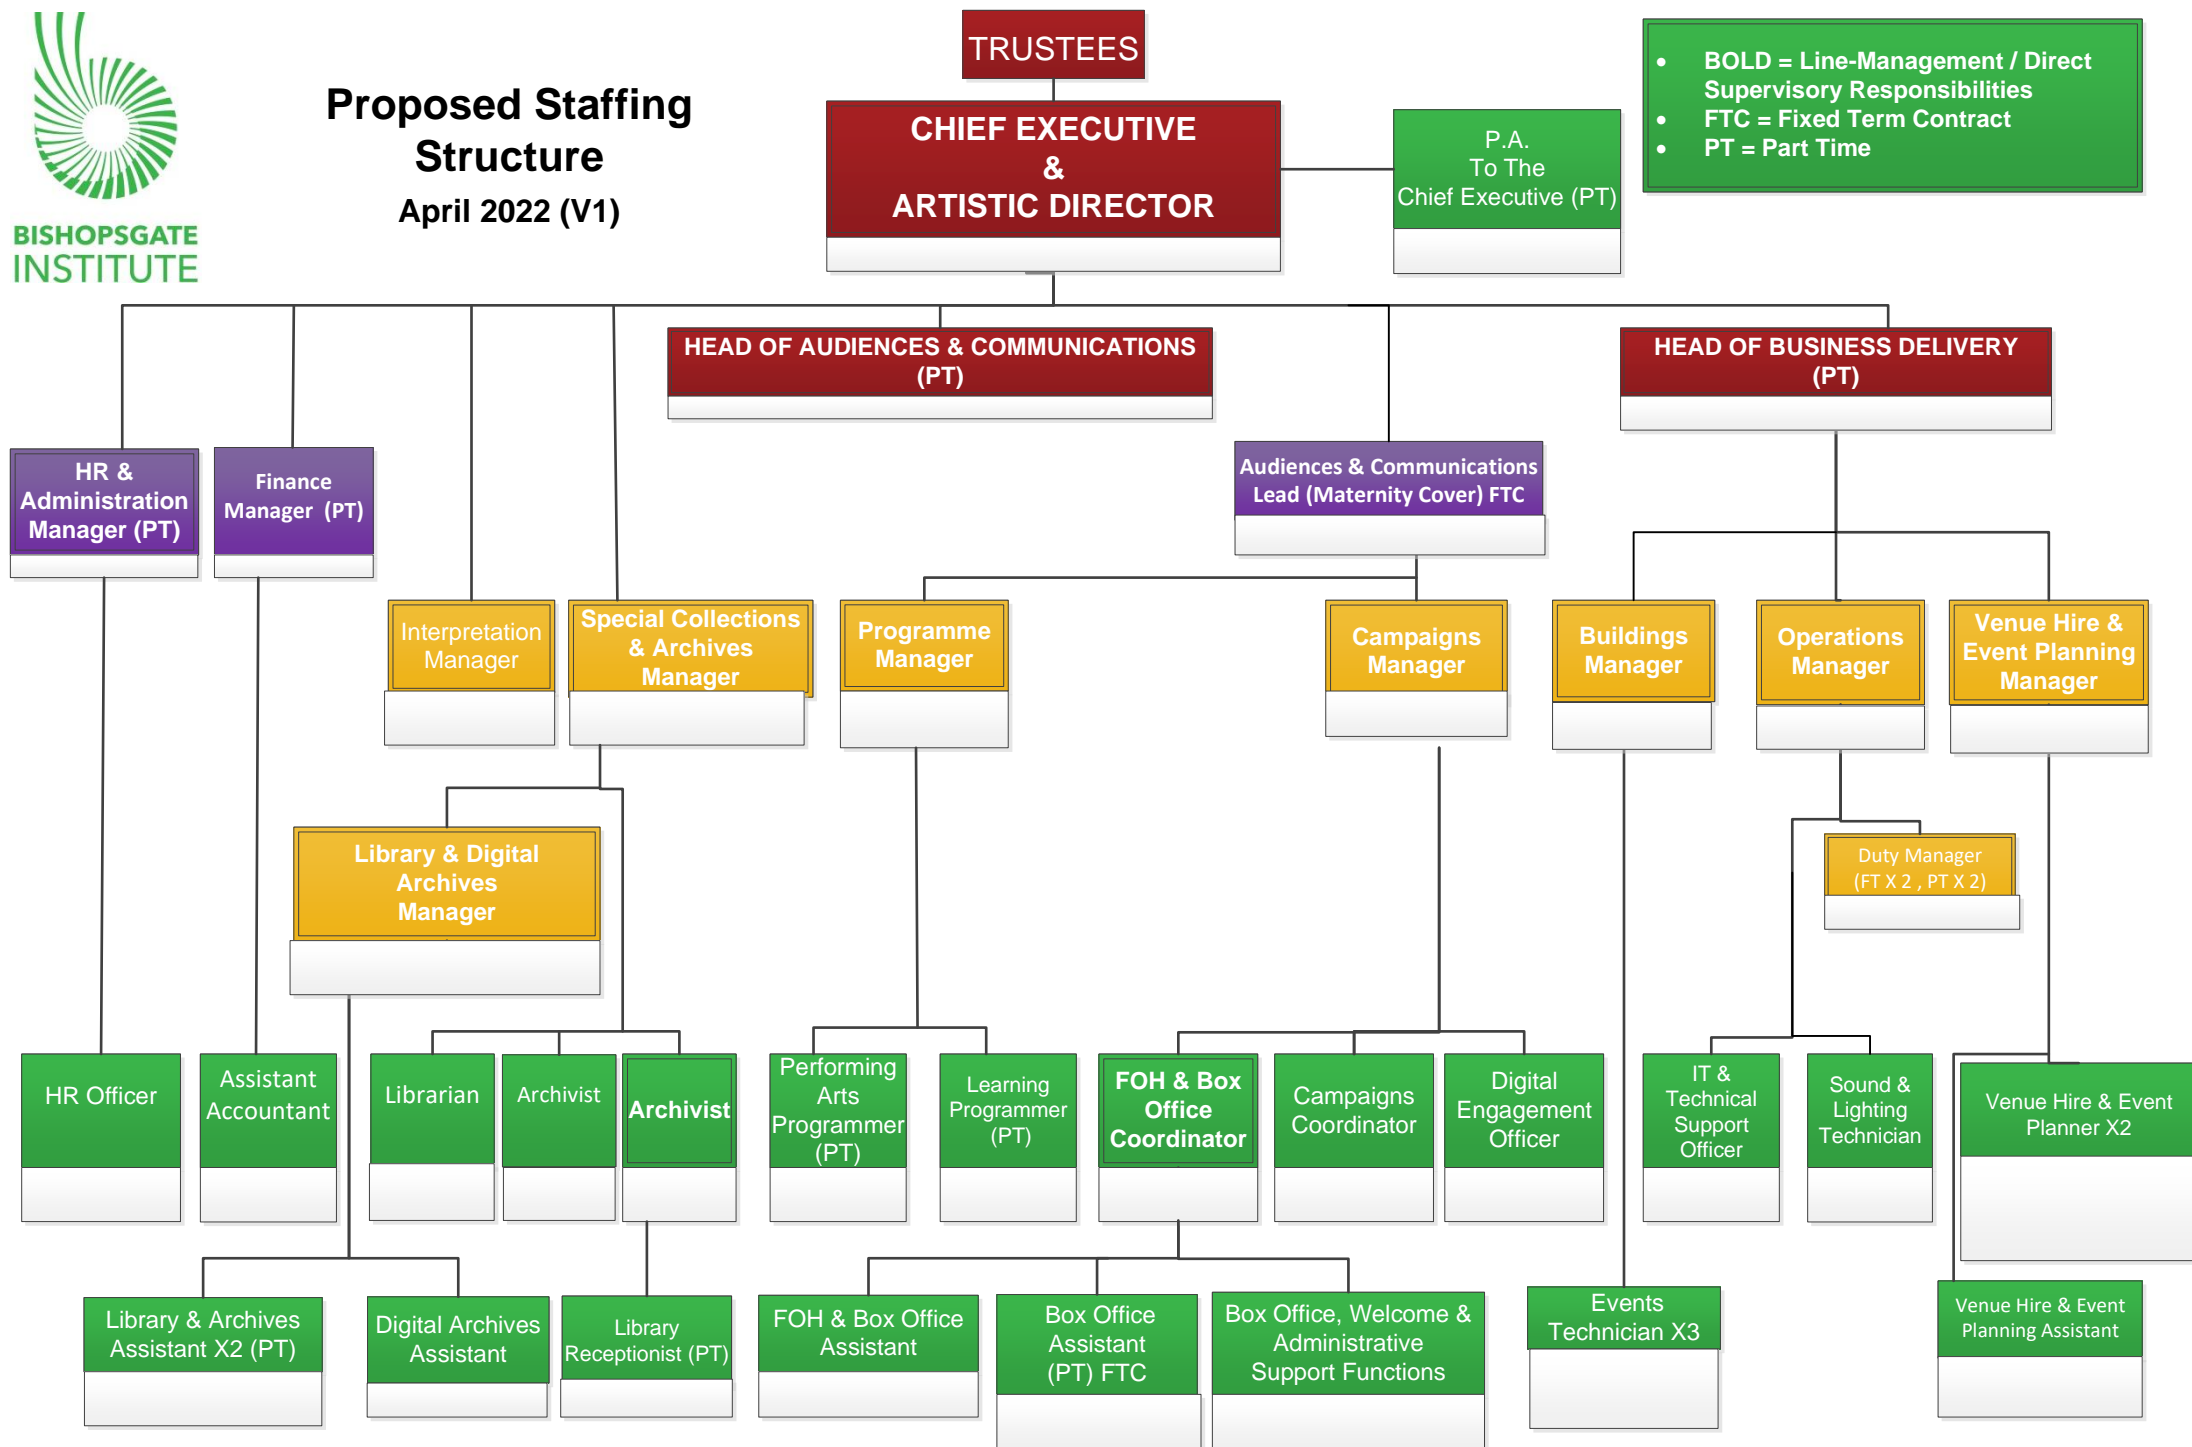 TRUSTEES
BISHOPSGATE
INSTITUTE
Proposed Staffing
Structure
April 2022 (V1)
CHIEF EXECUTIVE
&
ARTISTIC DIRECTOR
P.A.
To The
Chief Executive (PT)
• BOLD = Line-Management / Direct
Supervisory Responsibilities
• FTC = Fixed Term Contract
• PT = Part Time
HEAD OF AUDIENCES & COMMUNICATIONS
(PT)
HEAD OF BUSINESS DELIVERY
(PT)
HR &
Administration
Manager (PT)
Finance
Manager (PT)
Audiences & Communications
Lead (Maternity Cover) FTC
Interpretation
Manager
Special Collections
& Archives
Manager
Programme
Manager
Campaigns
Manager
Buildings
Manager
Operations
Manager
Venue Hire &
Event Planning
Manager
Library & Digital
Archives
Manager
Duty Manager
(FT X 2 , PT X 2)
HR Officer
Assistant
Accountant
Librarian
Archivist
Archivist
Performing
Arts
Programmer
(PT)
Learning
Programmer
(PT)
FOH & Box
Office
Coordinator
Campaigns
Coordinator
Digital
Engagement
Officer
IT &
Technical
Support
Officer
Sound &
Lighting
Technician
Venue Hire & Event
Planner X2
Library & Archives
Assistant X2 (PT)
Digital Archives
Assistant
Library
Receptionist (PT)
FOH & Box Office
Assistant
Box Office
Assistant
(PT) FTC
Box Office, Welcome &
Administrative
Support Functions
Events
Technician X3
Venue Hire & Event
Planning Assistant